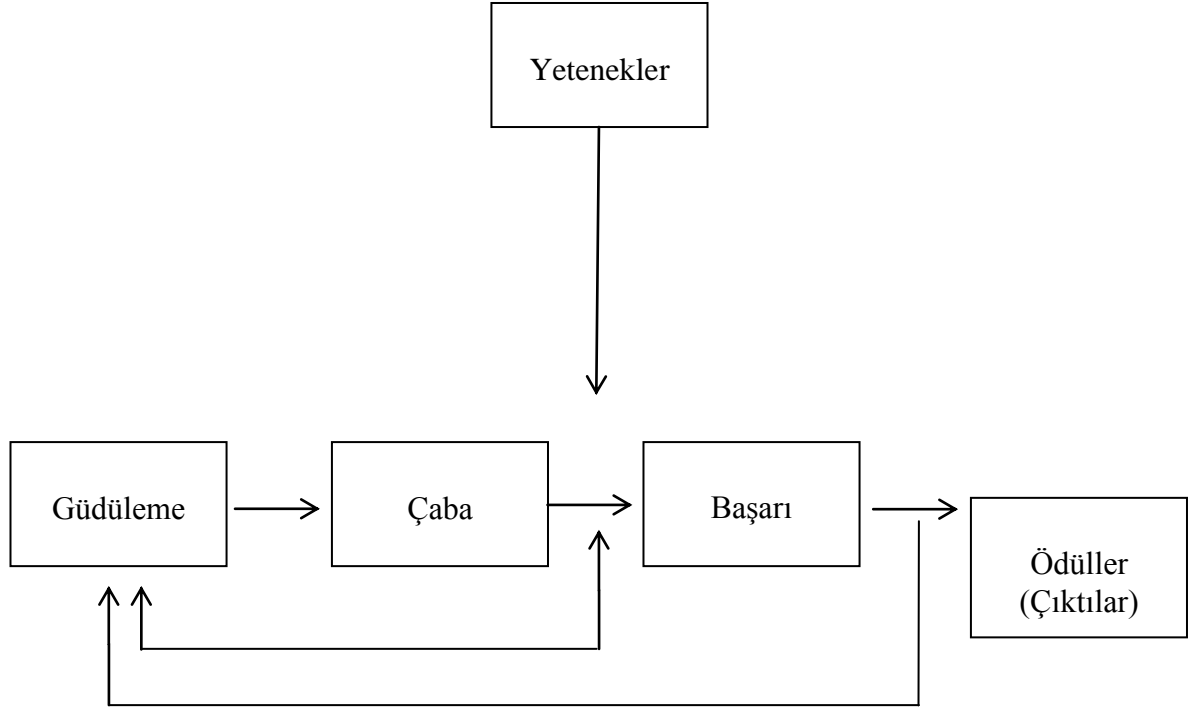 Yetenekler
Güdüleme
Çaba
Başarı
Ödüller
(Çıktılar)